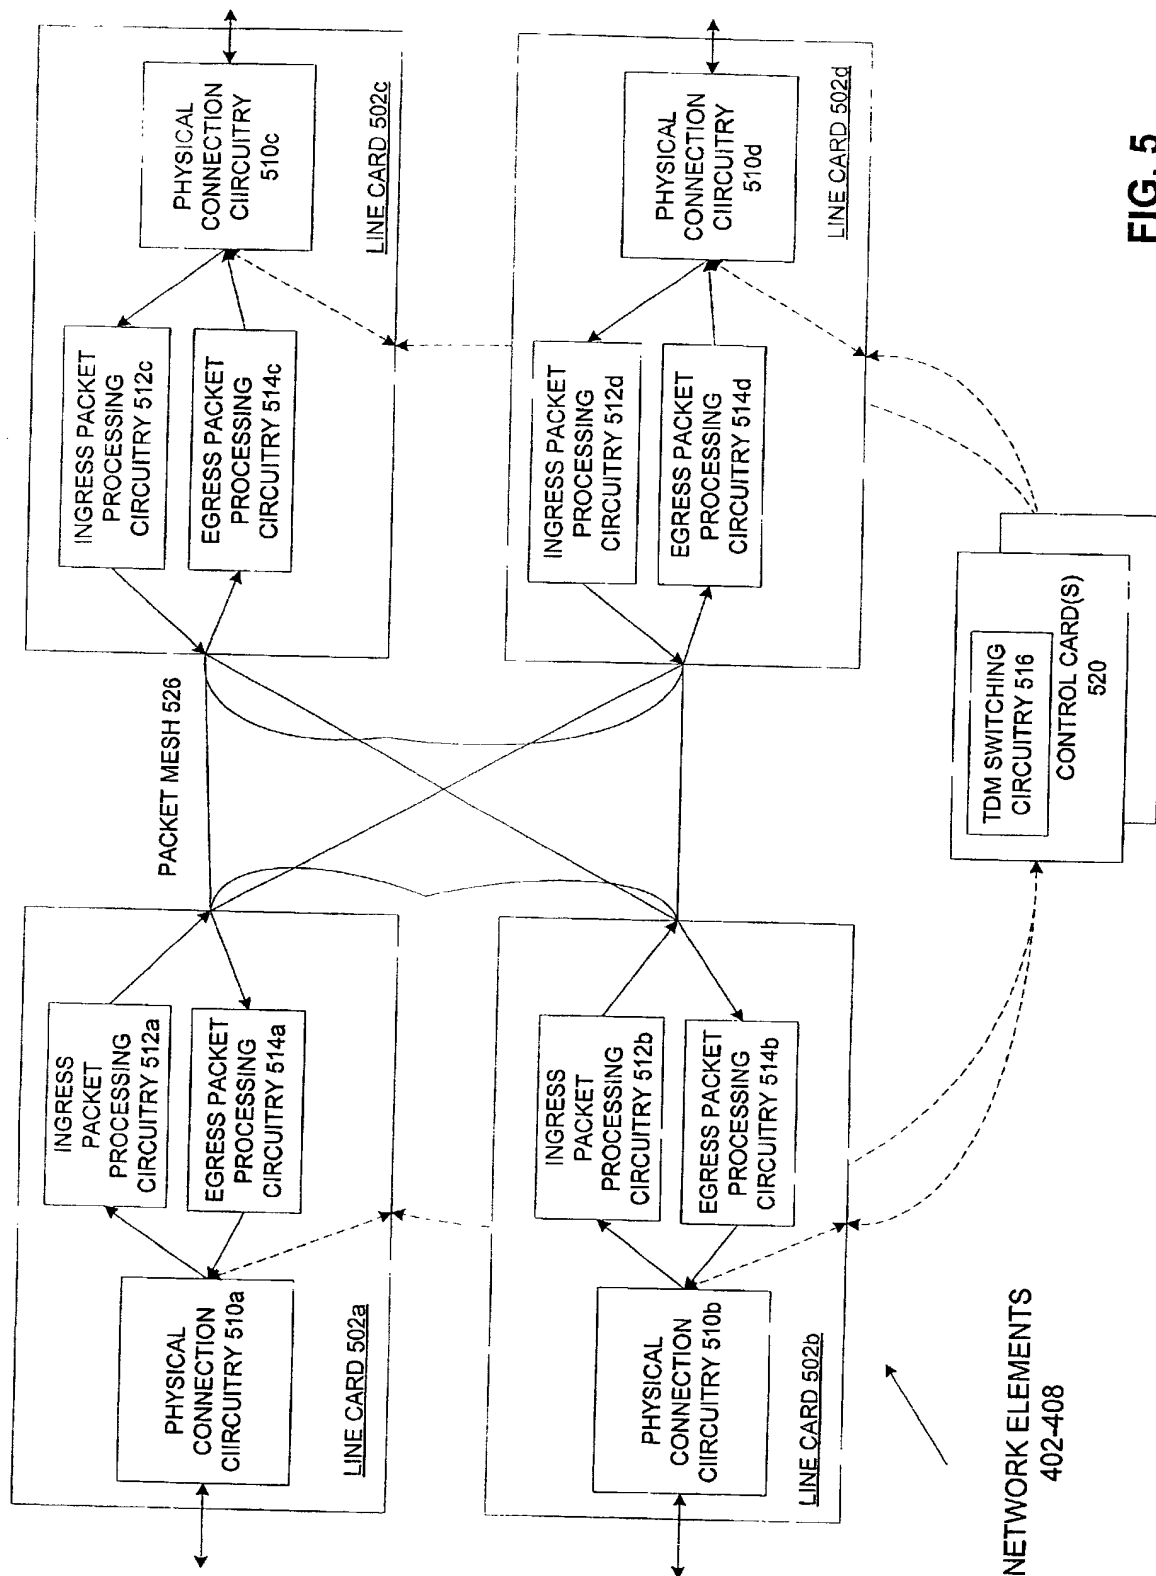 INGRESS
PACKET
PROCESSING
CIRCUITRY 512a
EGRESS PACKET
PROCESSING
CIRCUITRY 514a
PHYSICAL
CONNECTION
CIIRCUITRY 510a
LINE CARD 502a
PACKET MESH 526
INGRESS PACKET
PROCESSING
CIRCUITRY 512c
EGRESS PACKET
PROCESSING
CIRCUITRY 514c
PHYSICAL
CONNECTION
CIIRCUITRY
510c
LINE CARD 502c
INGRESS
PACKET
PROCESSING
CIRCUITRY 512b
EGRESS PACKET
PROCESSING
CIRCUITRY 514b
PHYSICAL
CONNECTION
CIIRCUITRY 510b
LINE CARD 502b
INGRESS PACKET
PROCESSING
CIRCUITRY 512d
EGRESS PACKET
PROCESSING
CIRCUITRY 514d
PHYSICAL
CONNECTION
CIIRCUITRY
510d
LINE CARD 502d
TDM SWITCHING
CIRCUITRY 516
CONTROL CARD(S)
520
NETWORK ELEMENTS
402-408
FIG. 5